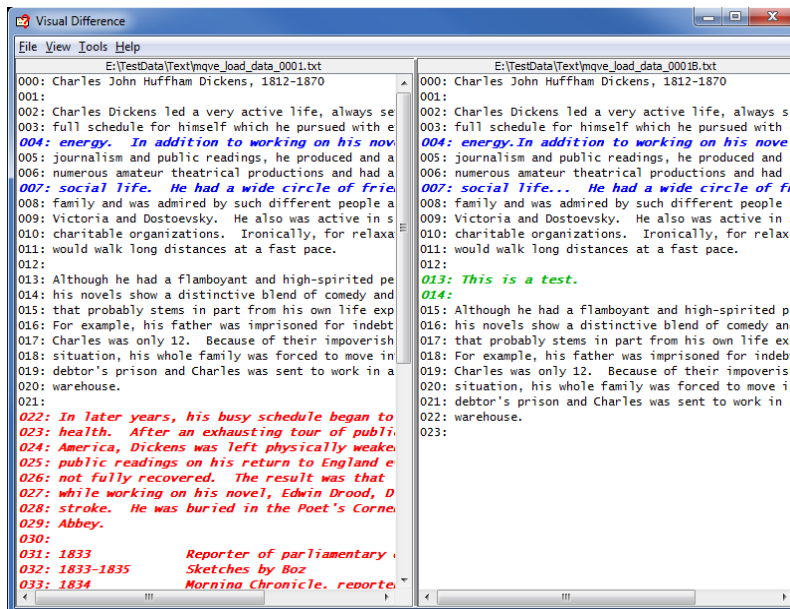 Visual Difference
File View Tools Help
E:\TestData\Text\mqve_load_data_0001.txt
000: Charles John Huffham Dickens, 1812-1870
001:
002: Charles Dickens led a very active life, always se
003: full schedule for himself which he pursued with e
004: energy.  In addition to working on his nov
005: journalism and public readings, he produced and a
006: numerous amateur theatrical productions and had a
007: social life.  He had a wide circle of frie
008: family and was admired by such different people a
009: Victoria and Dostoevsky.  He also was active in s
010: charitable organizations.  Ironically, for relaxa
011: would walk long distances at a fast pace.
012:
013: Although he had a flamboyant and high-spirited pe
014: his novels show a distinctive blend of comedy and
015: that probably stems in part from his own life exp
016: For example, his father was imprisoned for indebt
017: Charles was only 12.  Because of their impoverish
018: situation, his whole family was forced to move in
019: debtor's prison and Charles was sent to work in a
020: warehouse.
021:
022: In later years, his busy schedule began to
023: health.  After an exhausting tour of publi
024: America, Dickens was left physically weake
025: public readings on his return to England e
026: not fully recovered.  The result was that
027: while working on his novel, Edwin Drood, D
028: stroke.  He was buried in the Poet's Corne
029: Abbey.
030:
031: 1833 Reporter of parliamentary
032: 1833-1835 Sketches by Boz
033: 1834 Morning Chronicle, reporte
E:\TestData\Text\mqve_load_data_0001B.txt
000: Charles John Huffham Dickens, 1812-1870
001:
002: Charles Dickens led a very active life, always s
003: full schedule for himself which he pursued with
004: energy.In addition to working on his nove
005: journalism and public readings, he produced and
006: numerous amateur theatrical productions and had
007: social life...  He had a wide circle of fr
008: family and was admired by such different people
009: Victoria and Dostoevsky.  He also was active in
010: charitable organizations.  Ironically, for relax
011: would walk long distances at a fast pace.
012:
013: This is a test.
014:
015: Although he had a flamboyant and high-spirited p
016: his novels show a distinctive blend of comedy an
017: that probably stems in part from his own life ex
018: For example, his father was imprisoned for indeb
019: Charles was only 12.  Because of their impoveris
020: situation, his whole family was forced to move i
021: debtor's prison and Charles was sent to work in
022: warehouse.
023: